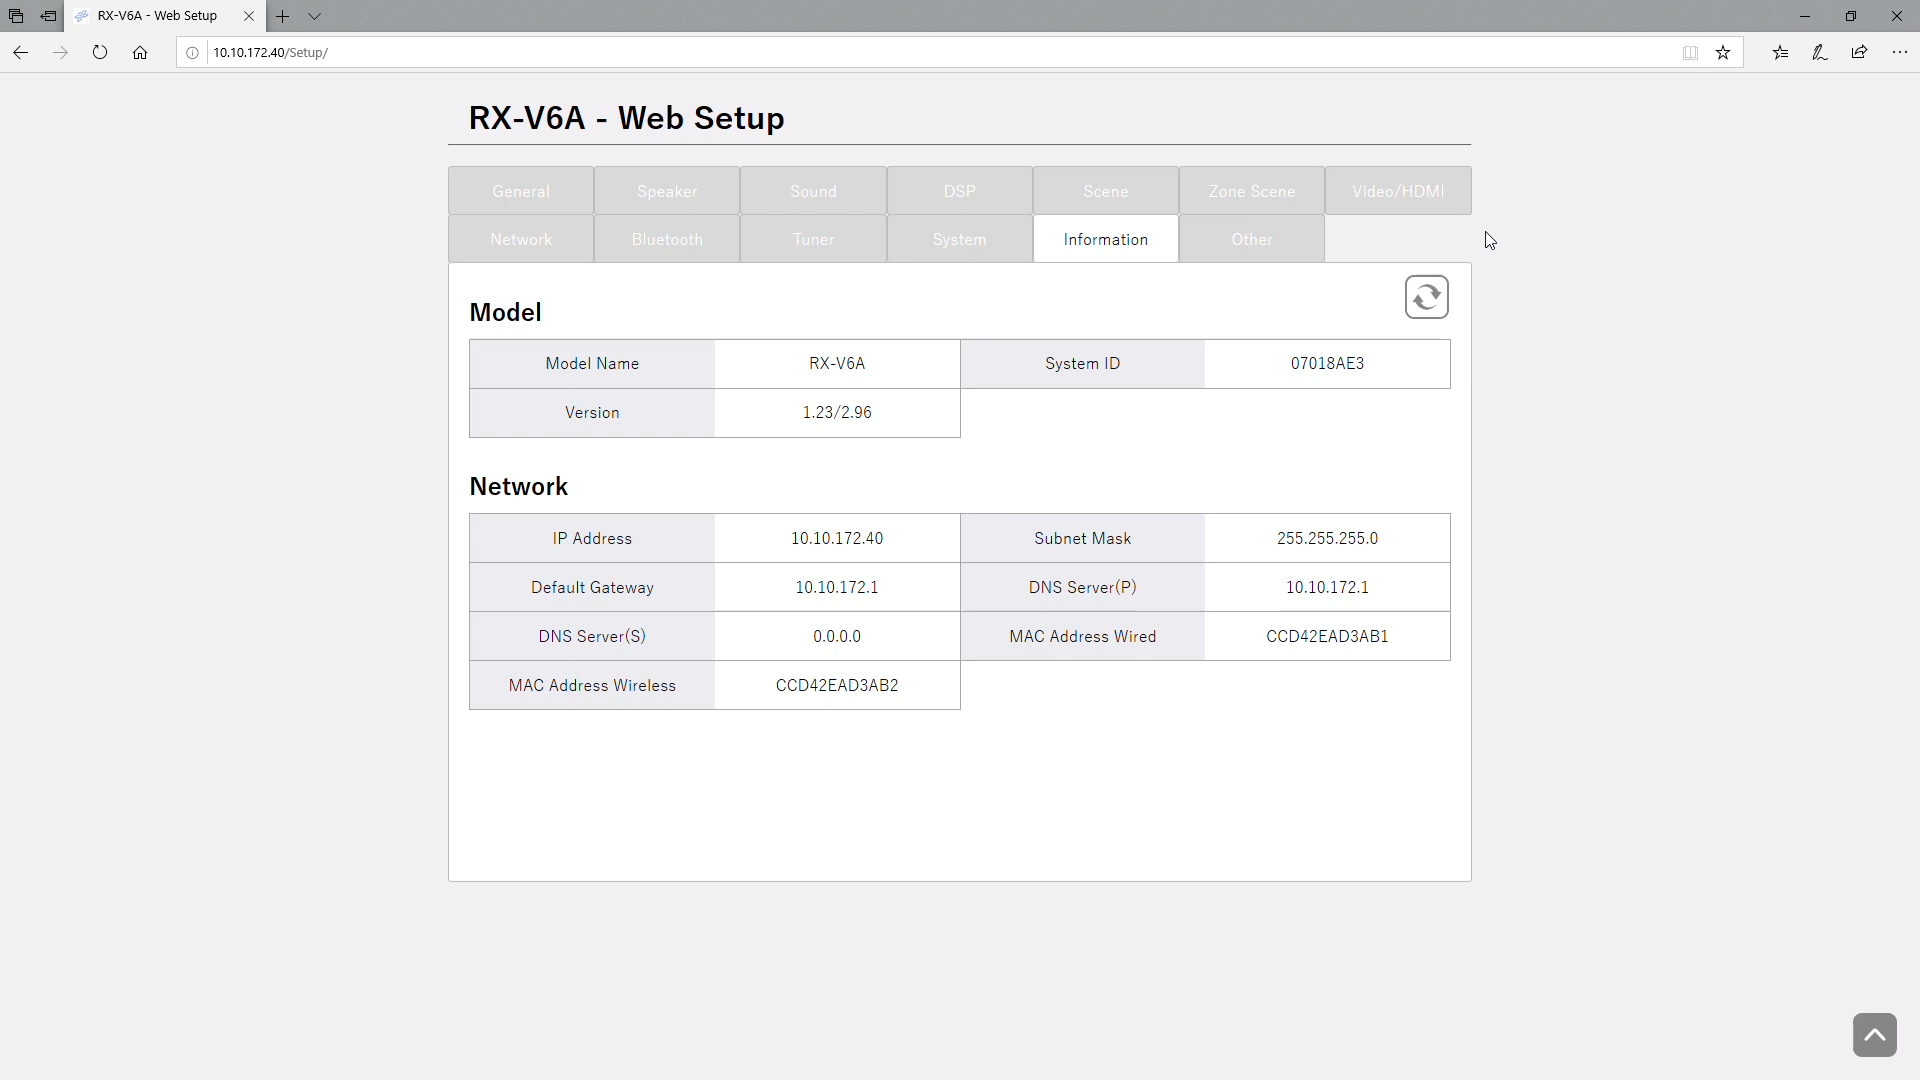 RX-V6A - Web Setup
10.10.172.40/Setup/
RX-V6A - Web Setup
General Speaker Sound DSP Scene Zone Scene Video/HDMI
Network Bluetooth Tuner System Information Other
Model
Model Name RX-V6A System ID 07018AE3
Version 1.23/2.96
Network
IP Address 10.10.172.40 Subnet Mask 255.255.255.0
Default Gateway 10.10.172.1 DNS Server(P) 10.10.172.1
DNS Server(S) 0.0.0.0 MAC Address Wired CCD42EAD3AB1
MAC Address Wireless CCD42EAD3AB2